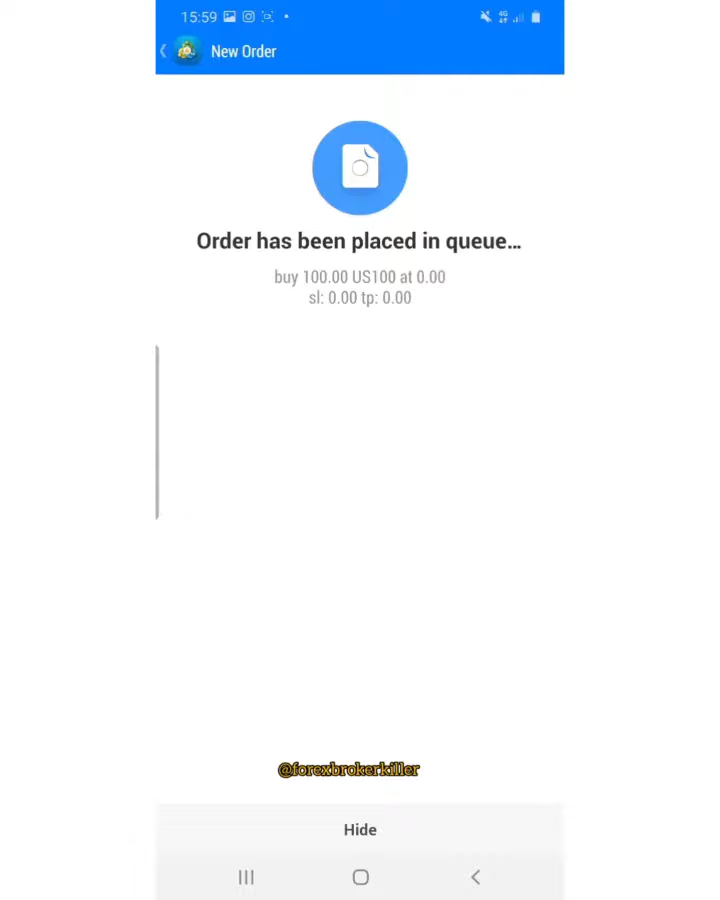 15:59
4G
New Order
Order has been placed in queue...
buy 100.00 US100 at 0.00
sl: 0.00 tp: 0.00
@forexbrokerkiller
Hide